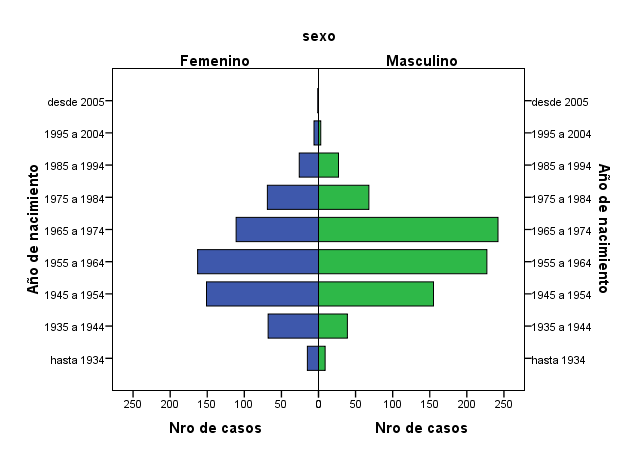 sexo
Femenino Masculino
desde 2005 desde 2005
1995 a 2004 1995 a 2004
1985 a 1994 1985 a 1994
1975 a 1984 1975 a 1984
1965 a 1974 1965 a 1974
1955 a 1964 1955 a 1964
1945 a 1954 1945 a 1954
1935 a 1944 1935 a 1944
hasta 1934 hasta 1934
Año de nacimiento
Año de nacimiento
250 200 150 100 50 0 50 100 150 200 250
Nro de casos Nro de casos